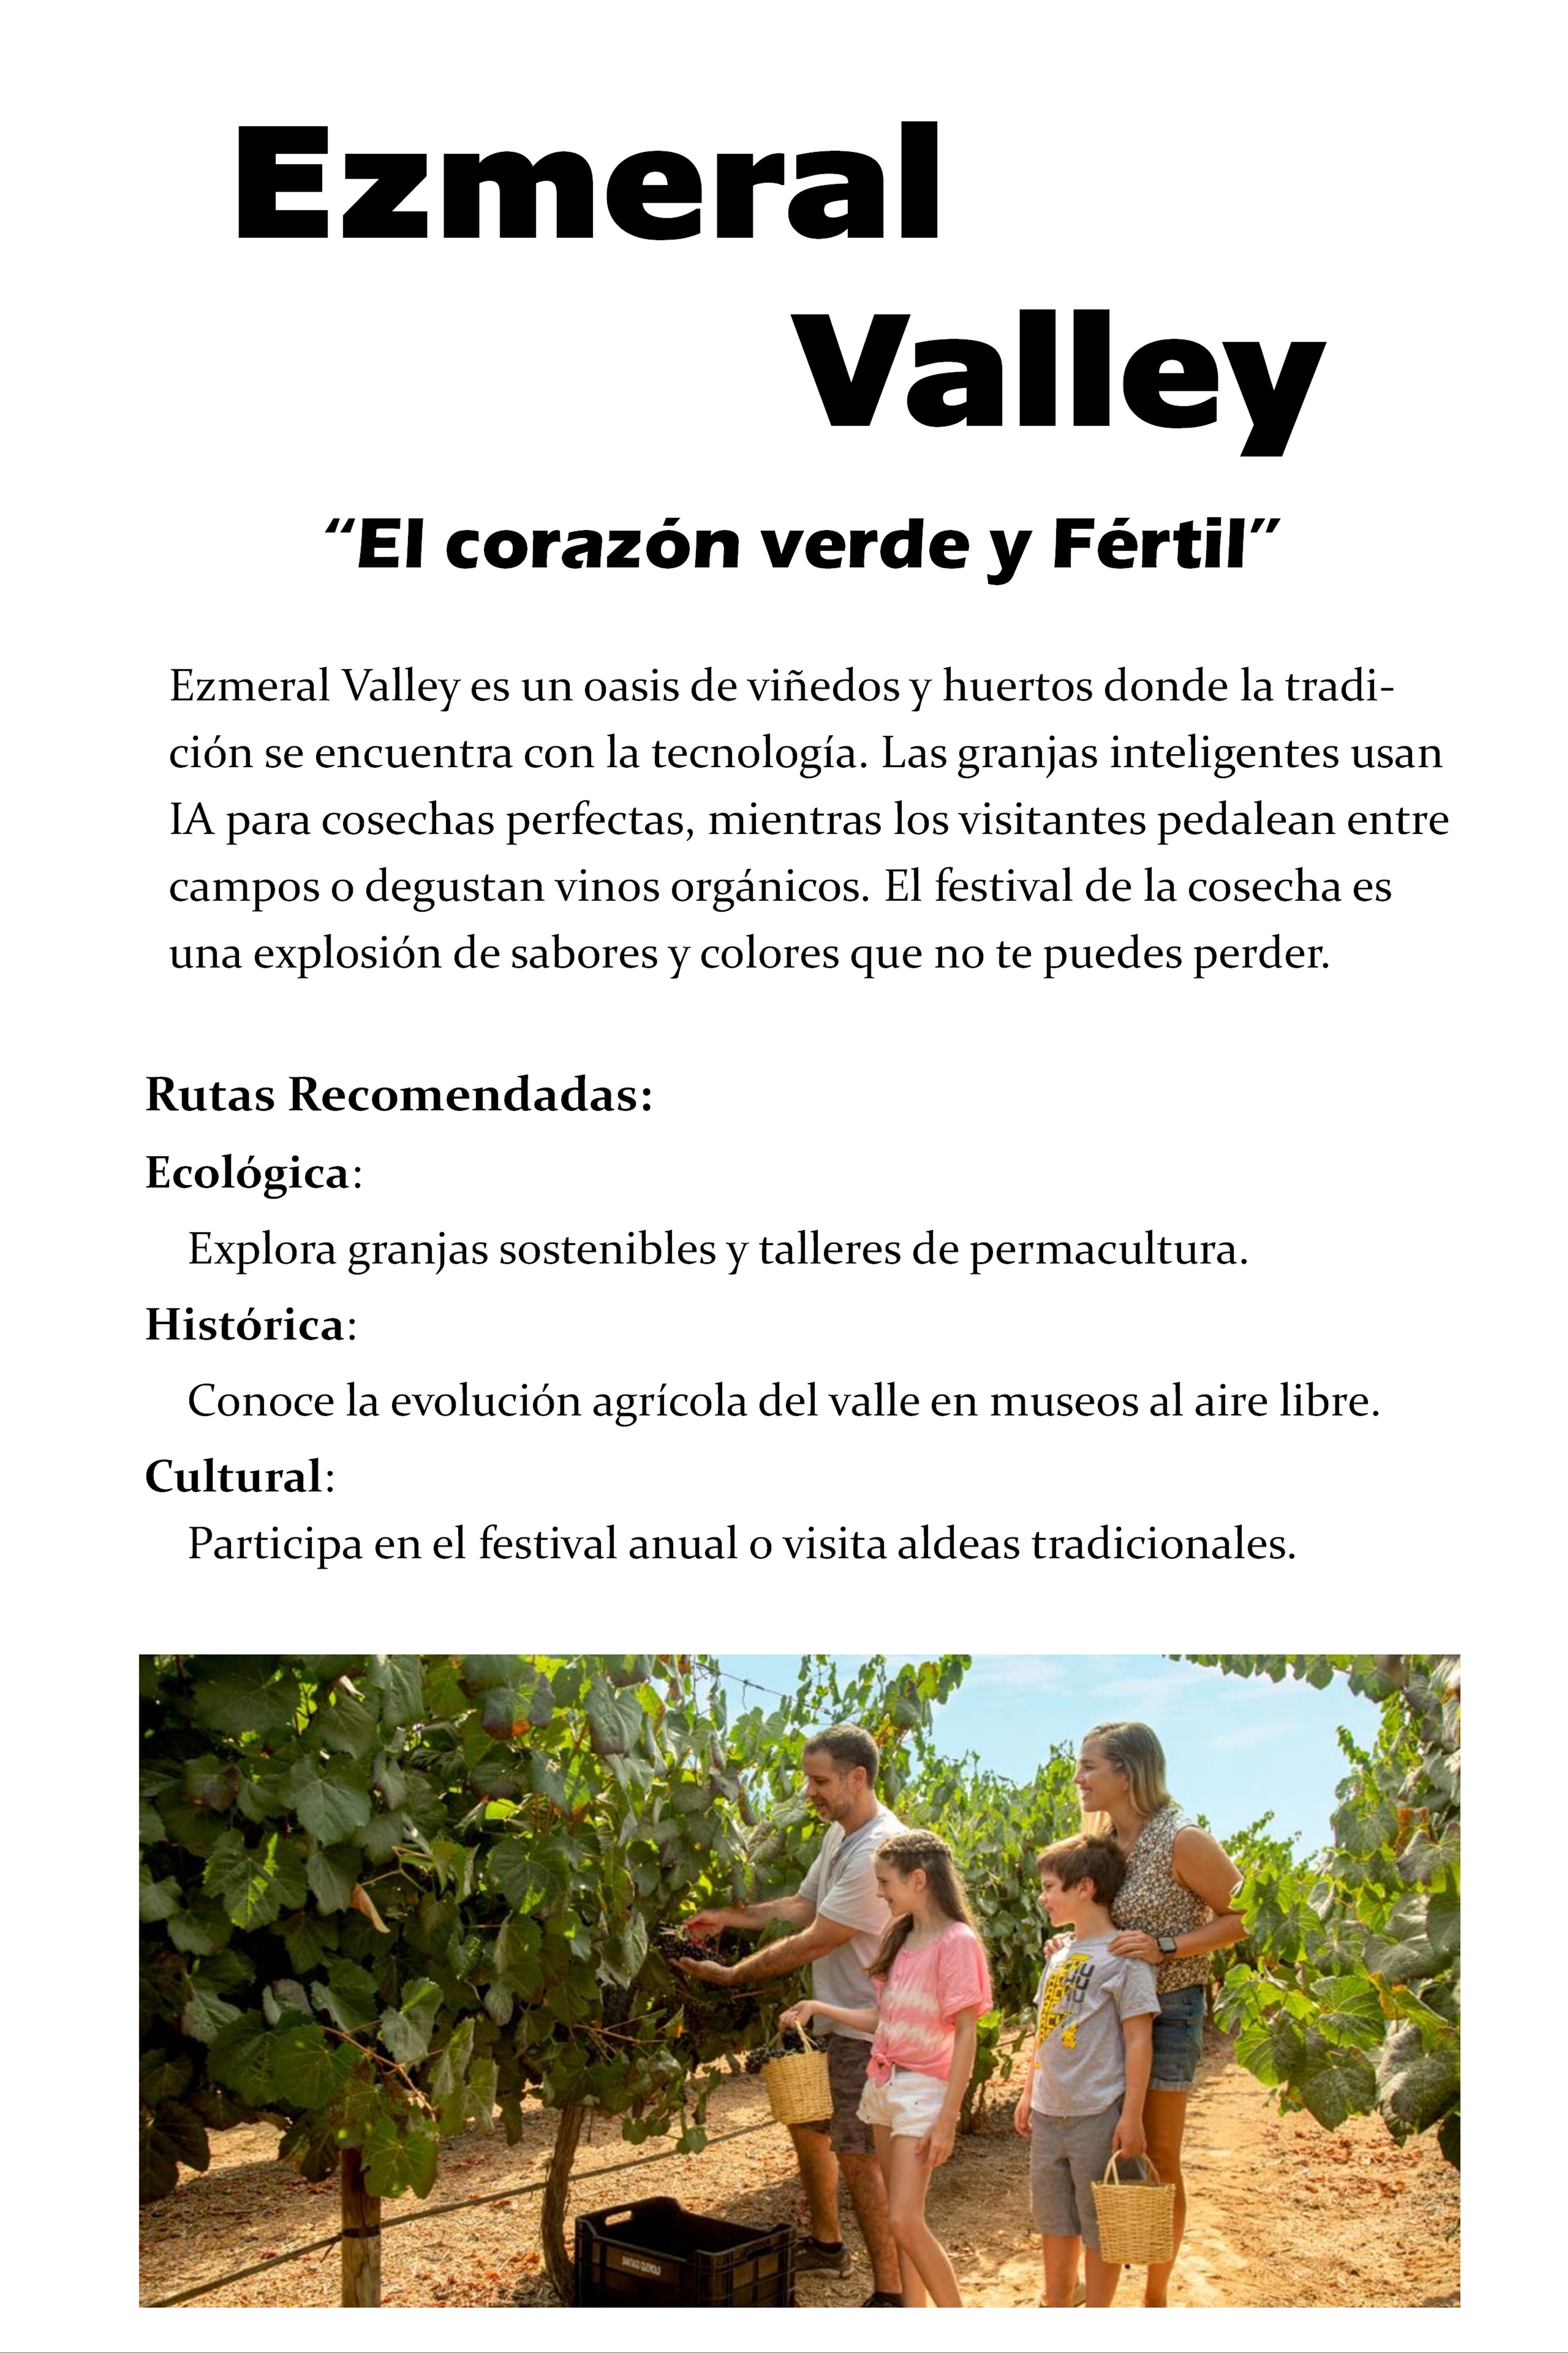 Ezmeral
Valley
“El corazón verde y Fértil”
Ezmeral Valley es un oasis de viñedos y huertos donde la tradi-
ción se encuentra con la tecnología. Las granjas inteligentes usan
IA para cosechas perfectas, mientras los visitantes pedalean entre
campos o degustan vinos orgánicos. El festival de la cosecha es
una explosión de sabores y colores que no te puedes perder.
Rutas Recomendadas:
Ecológica:
Explora granjas sostenibles y talleres de permacultura.
Histórica:
Conoce la evolución agrícola del valle en museos al aire libre.
Cultural:
Participa en el festival anual o visita aldeas tradicionales.